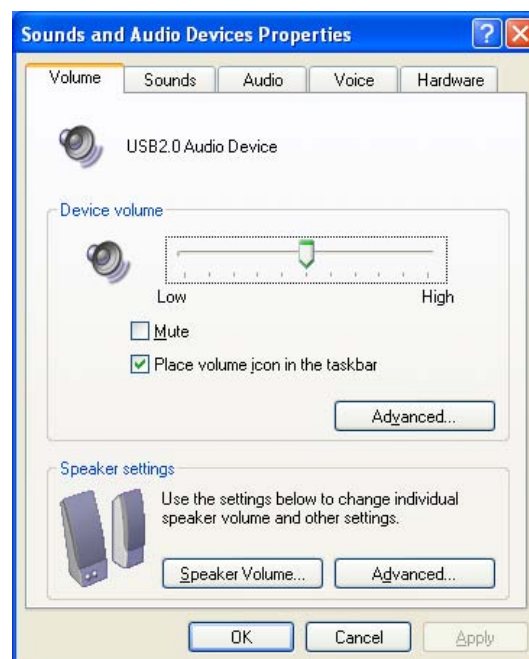 Sounds and Audio Devices Properties
Volume Sounds Audio Voice Hardware
USB2.0 Audio Device
Device volume
Low High
Mute
Place volume icon in the taskbar
Advanced...
Speaker settings
Use the settings below to change individual
speaker volume and other settings.
Speaker Volume... Advanced...
OK Cancel Apply